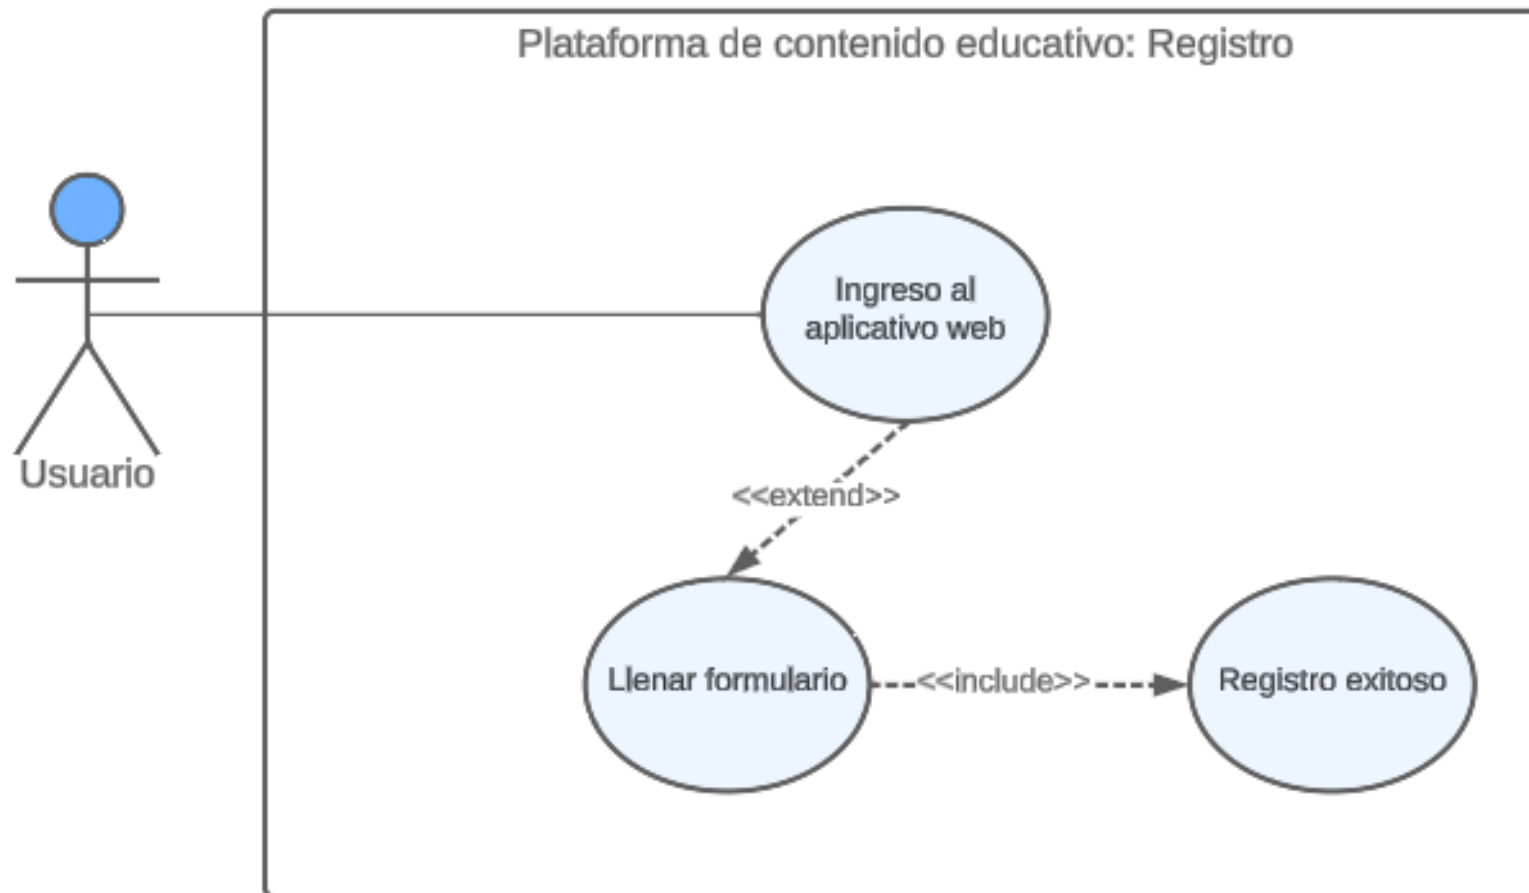 Plataforma de contenido educativo: Registro
Ingreso al
aplicativo web
Usuario
<<extend>>
Llenar formulario
<<include>>
Registro exitoso